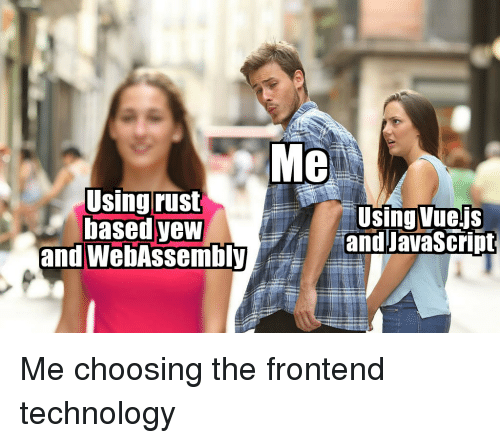 Me
Using rust
based yew
and WebAssembly
Using Vue.js
and JavaScript
Me choosing the frontend
technology